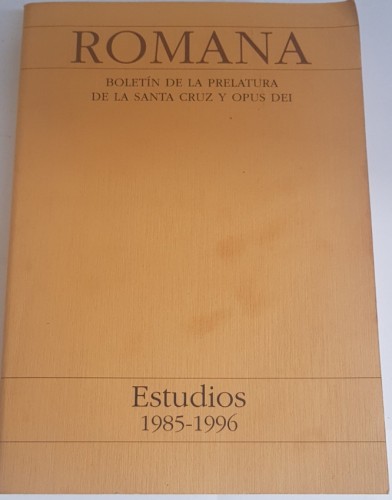 ROMANA
BOLETÍN DE LA PRELATURA
DE LA SANTA CRUZ Y OPUS DEI
Estudios
1985-1996